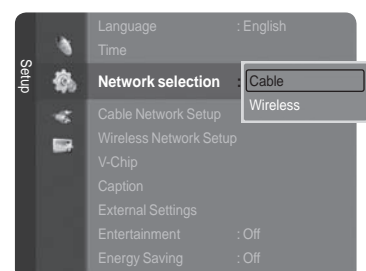 Setup
Language : English
Time
Network selection : Cable
Wireless
Cable Network Setup
Wireless Network Setup
V-Chip
Caption
External Settings
Entertainment : Off
Energy Saving : Off